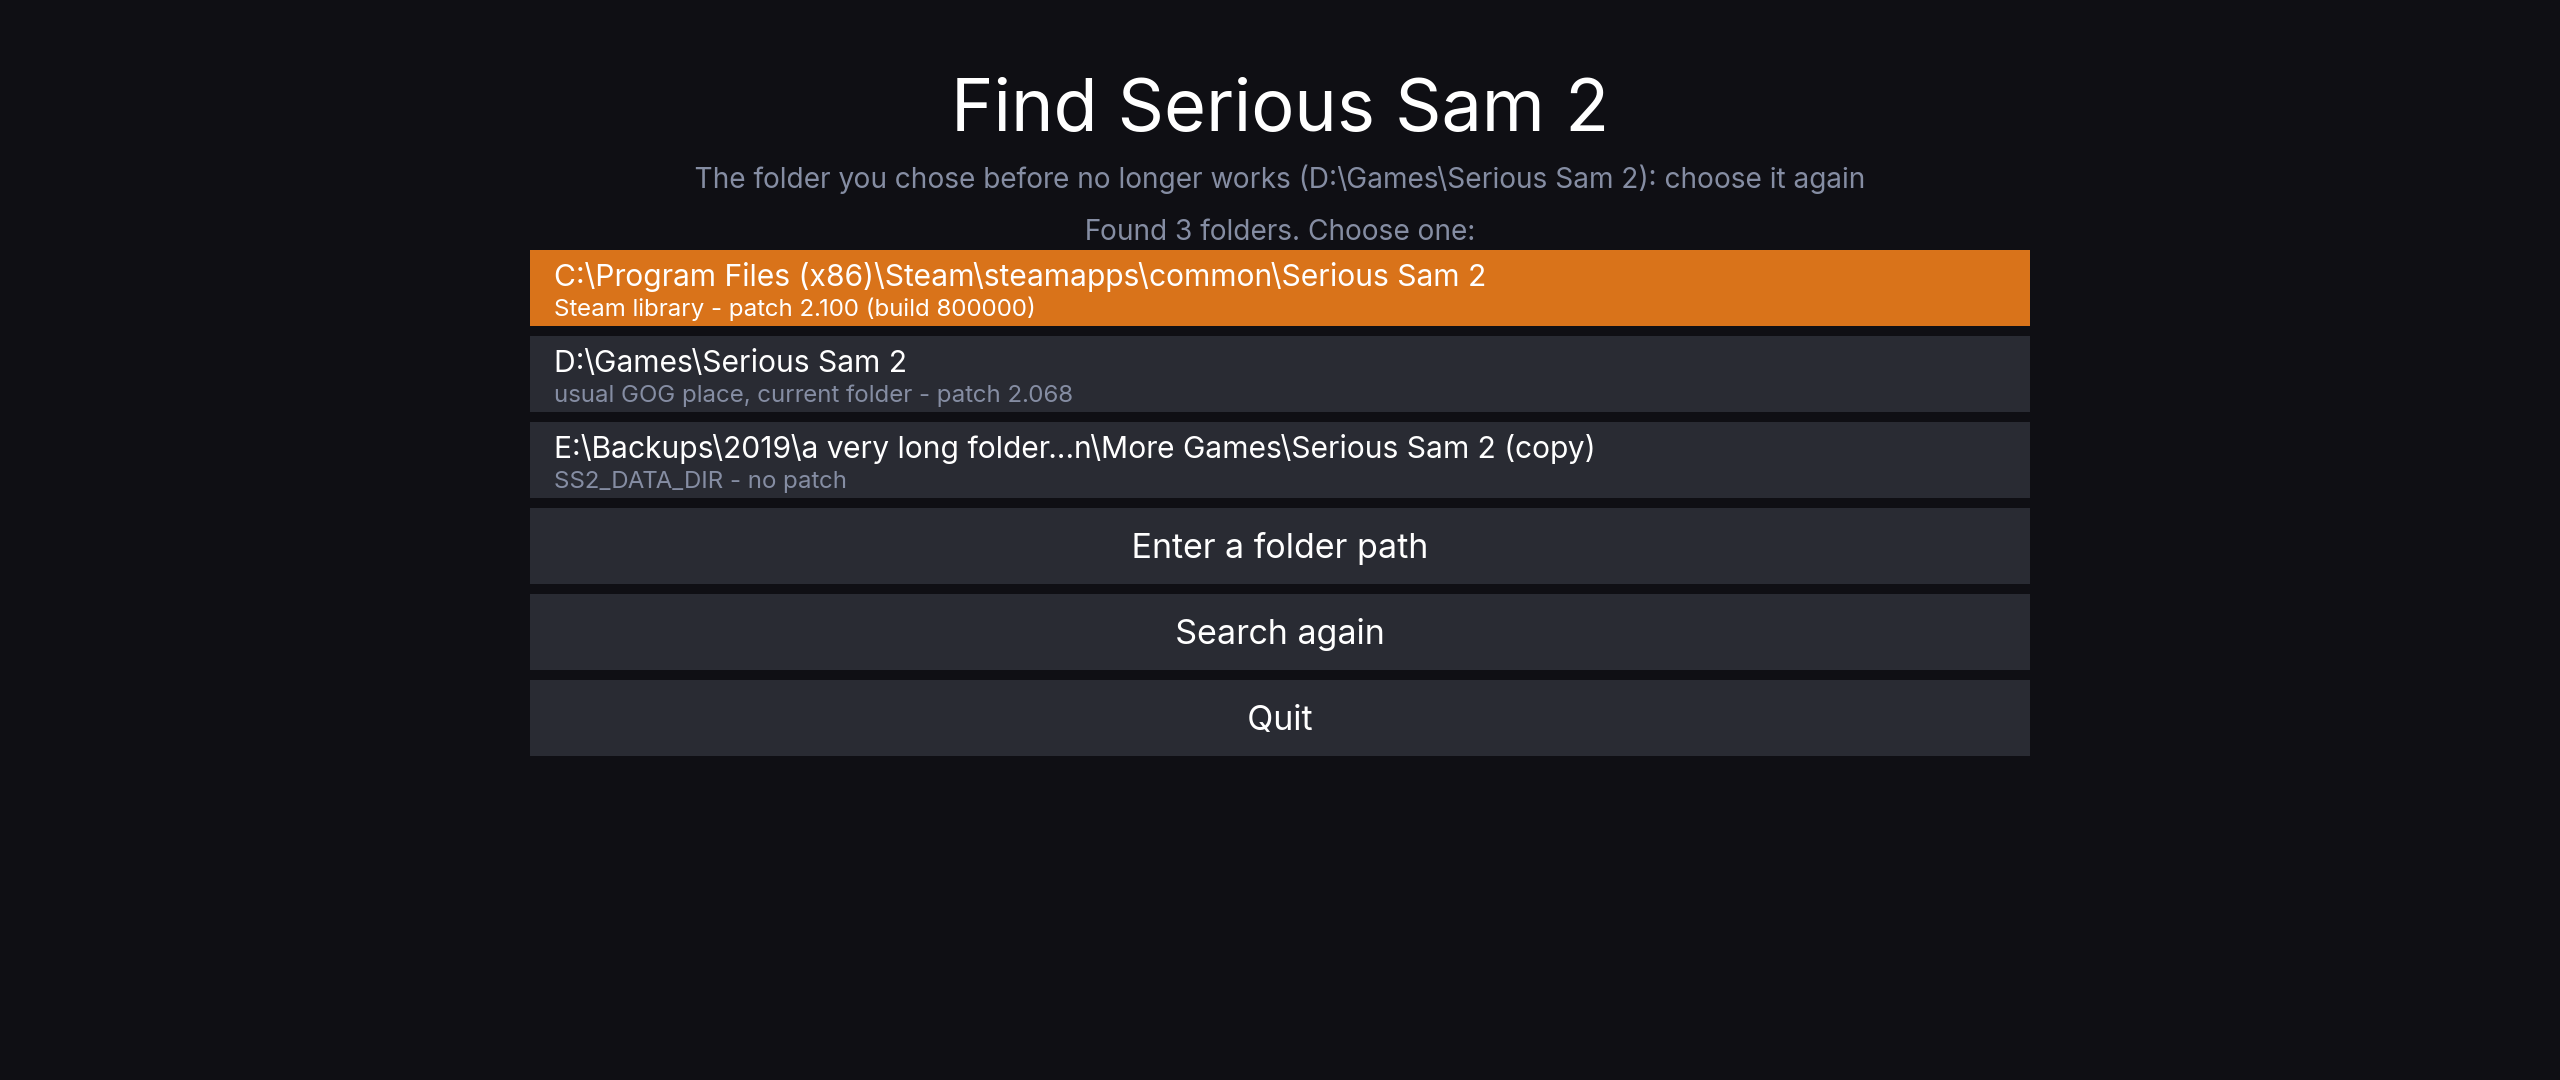 Find Serious Sam 2
The folder you chose before no longer works (D:\Games\Serious Sam 2): choose it again
Found 3 folders. Choose one:
C:\Program Files (x86)\Steam\steamapps\common\Serious Sam 2
Steam library - patch 2.100 (build 800000)
D:\Games\Serious Sam 2
usual GOG place, current folder - patch 2.068
E:\Backups\2019\a very long folder...n\More Games\Serious Sam 2 (copy)
SS2_DATA_DIR - no patch
Enter a folder path
Search again
Quit